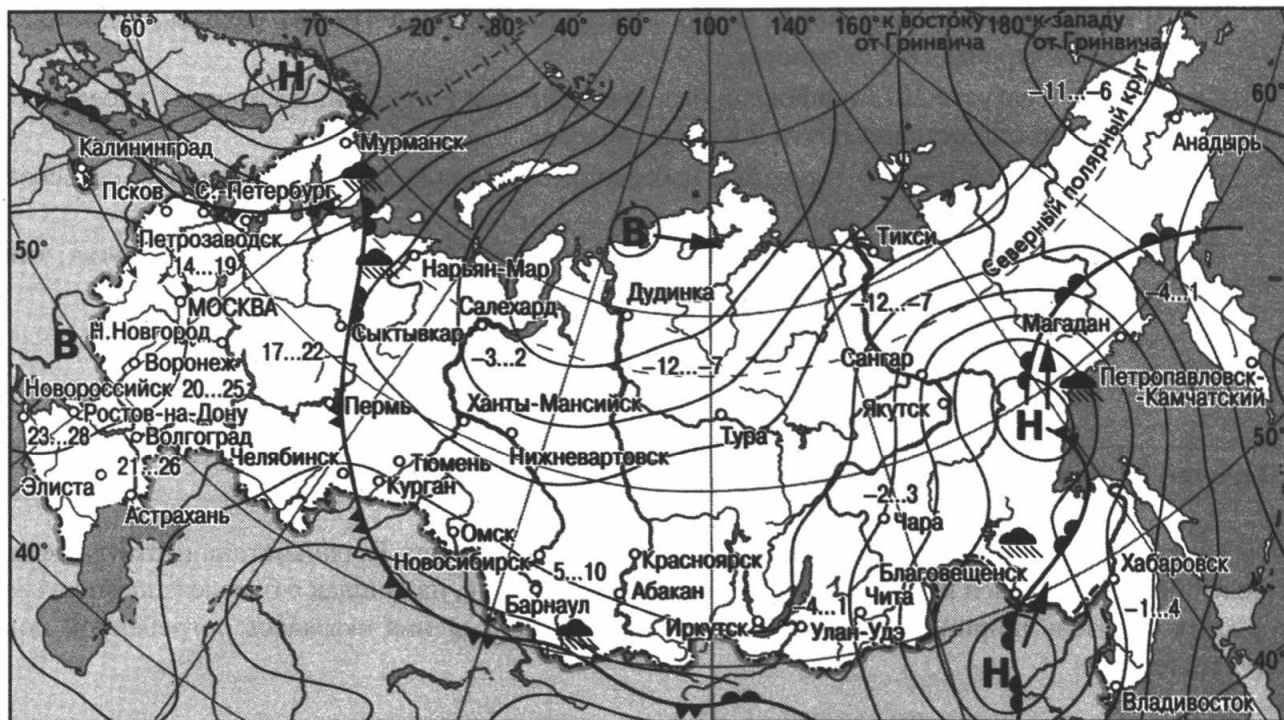 60° 70° 20° 30° 40° 60° 80° 100° 120° 140° 160° к востоку от Гринвича 180° к западу от Гринвича
Н
-11...-6
60°
Северный полярный круг
Анадырь
Мурманск
Калининград
Псков
С.-Петербург
50°
Петрозаводск
14...19
В
Тикси
Нарьян-Мар
МОСКВА
Салехард
Дудинка
-12...-7
-4...1
Магадан
В
Н.Новгород
Сыктывкар
17...22
-3...2
-12...-7
Сангар
Воронеж
Петропавловск-
-Камчатский
Новороссийск
20...25
Пермь
Ханты-Мансийск
Якутск
Ростов-на-Дону
23...28
Волгоград
Тура
Н
50°
Нижневартовск
21...26
Челябинск
Тюмень
Элиста
Курган
-2...3
Астрахань
Чара
Омск
40°
Новосибирск
Красноярск
Хабаровск
5...10
Благовещенск
Барнаул
Абакан
Чита
-4...1
-1...4
Иркутск
Улан-Удэ
40°
Н
Владивосток